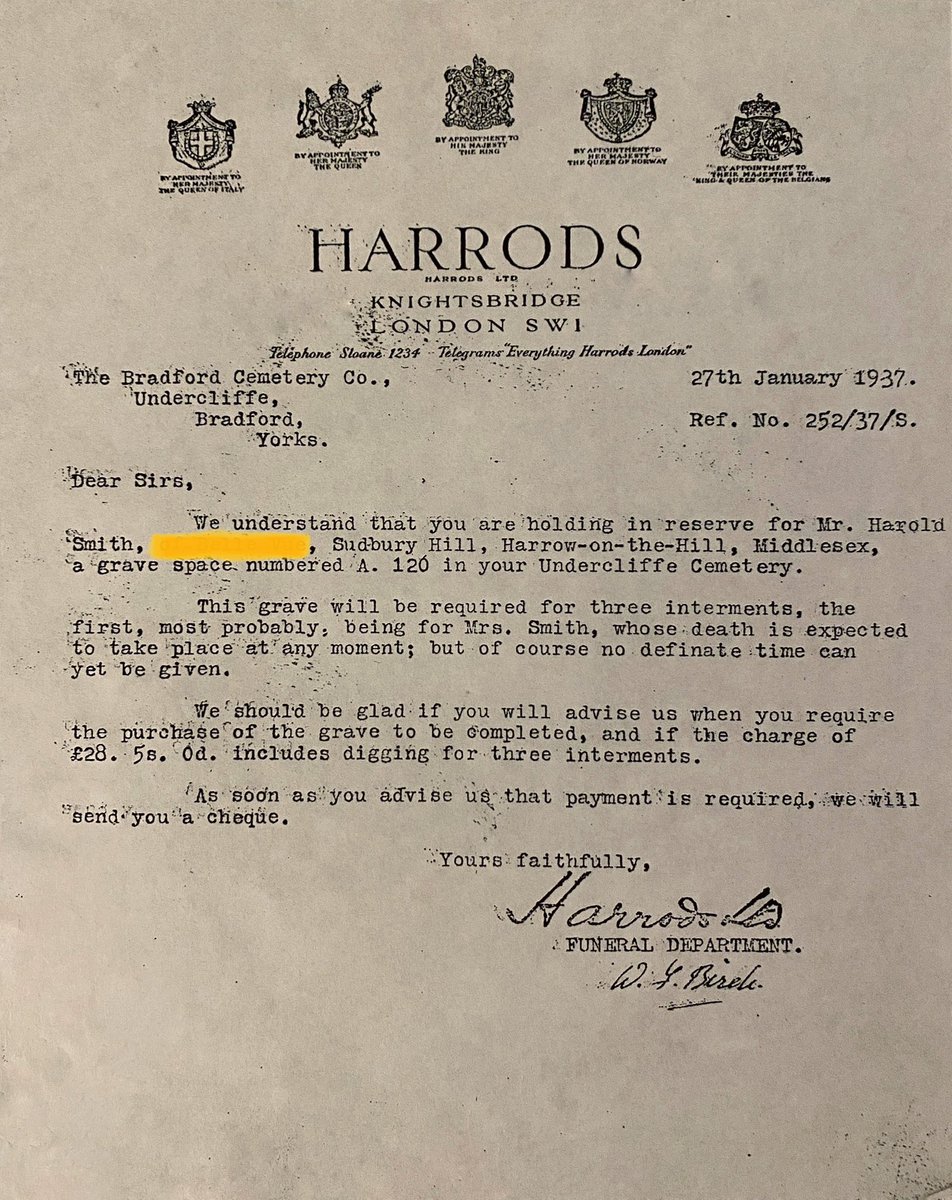 BY APPOINTMENT TO
HER MAJESTY
THE QUEEN OF ITALY
BY APPOINTMENT TO
HER MAJESTY
THE QUEEN
BY APPOINTMENT TO
HIS MAJESTY
THE KING
BY APPOINTMENT TO
HER MAJESTY
THE QUEEN OF NORWAY
BY APPOINTMENT TO
THEIR MAJESTIES THE
KING & QUEEN OF THE BELGIANS
HARRODS
HARRODS LTD
KNIGHTSBRIDGE
LONDON SW1
Telephone Sloane 1234 Telegrams "Everything Harrods London"
The Bradford Cemetery Co., 27th January 1937.
Undercliffe,
Bradford, Ref. No. 252/37/S.
Yorks.
Dear Sirs,
We understand that you are holding in reserve for Mr. Harold
Smith, , Sudbury Hill, Harrow-on-the-Hill, Middlesex,
a grave space numbered A. 120 in your Undercliffe Cemetery.
This grave will be required for three interments, the
first, most probably, being for Mrs. Smith, whose death is expected
to take place at any moment; but of course no definate time can
yet be given.
We should be glad if you will advise us when you require
the purchase of the grave to be completed, and if the charge of
£28. 5s. 0d. includes digging for three interments.
As soon as you advise us that payment is required, we will
send you a cheque.
Yours faithfully,
Harrods Ld
FUNERAL DEPARTMENT.